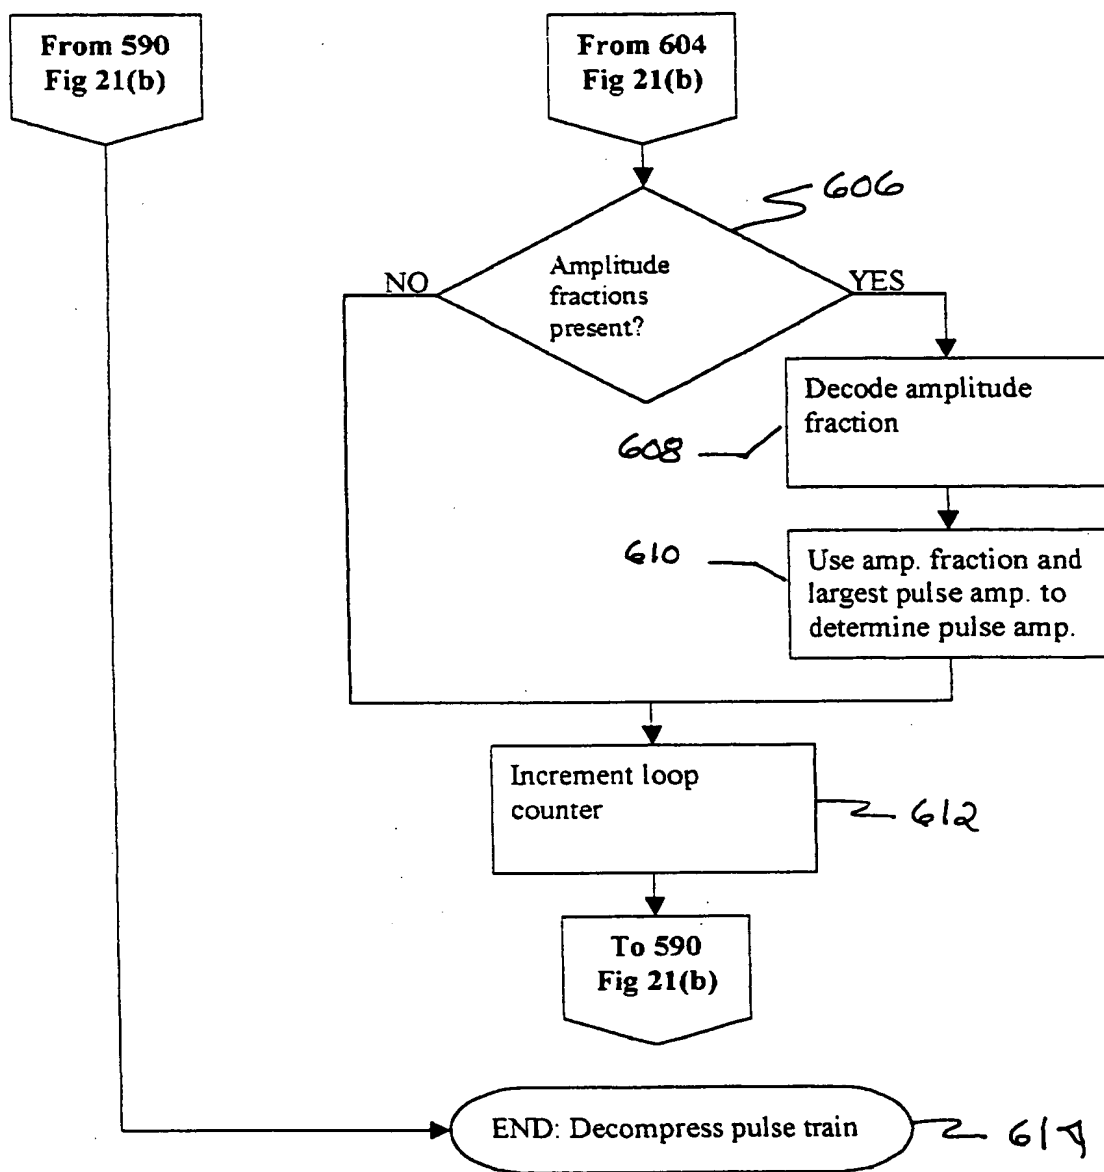 From 590
Fig 21(b)
From 604
Fig 21(b)
606
Amplitude
fractions
present?
NO
YES
Decode amplitude
fraction
608
610
Use amp. fraction and
largest pulse amp. to
determine pulse amp.
Increment loop
counter
612
To 590
Fig 21(b)
END: Decompress pulse train
614